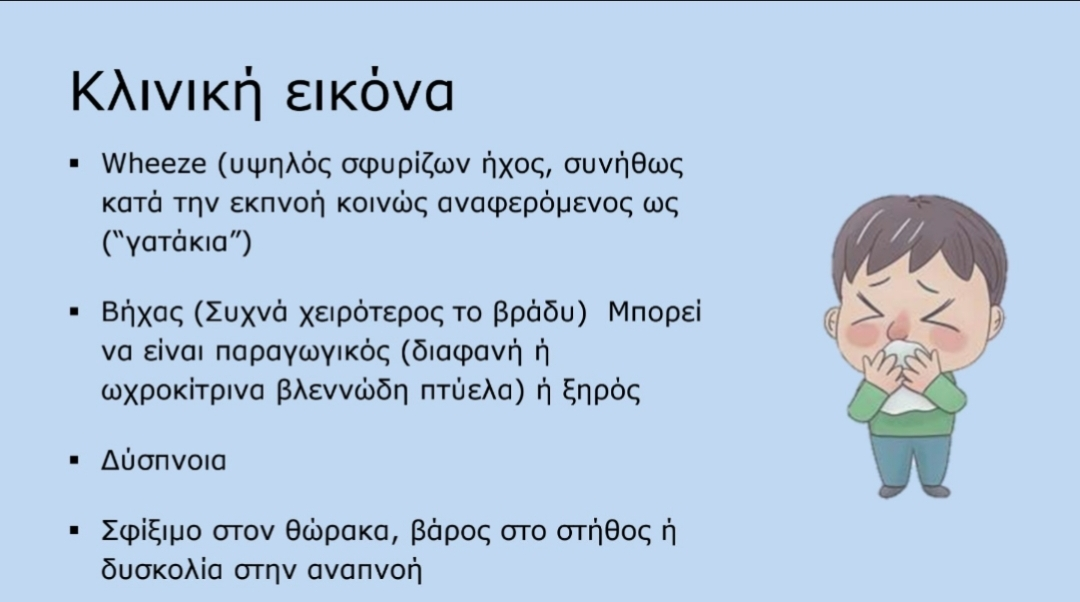 Κλινική εικόνα
▪ Wheeze (υψηλός σφυρίζων ήχος, συνήθως
κατά την εκπνοή κοινώς αναφερόμενος ως
(“γατάκια”)
▪ Βήχας (Συχνά χειρότερος το βράδυ)  Μπορεί
να είναι παραγωγικός (διαφανή ή
ωχροκίτρινα βλεννώδη πτύελα) ή ξηρός
▪ Δύσπνοια
▪ Σφίξιμο στον θώρακα, βάρος στο στήθος ή
δυσκολία στην αναπνοή